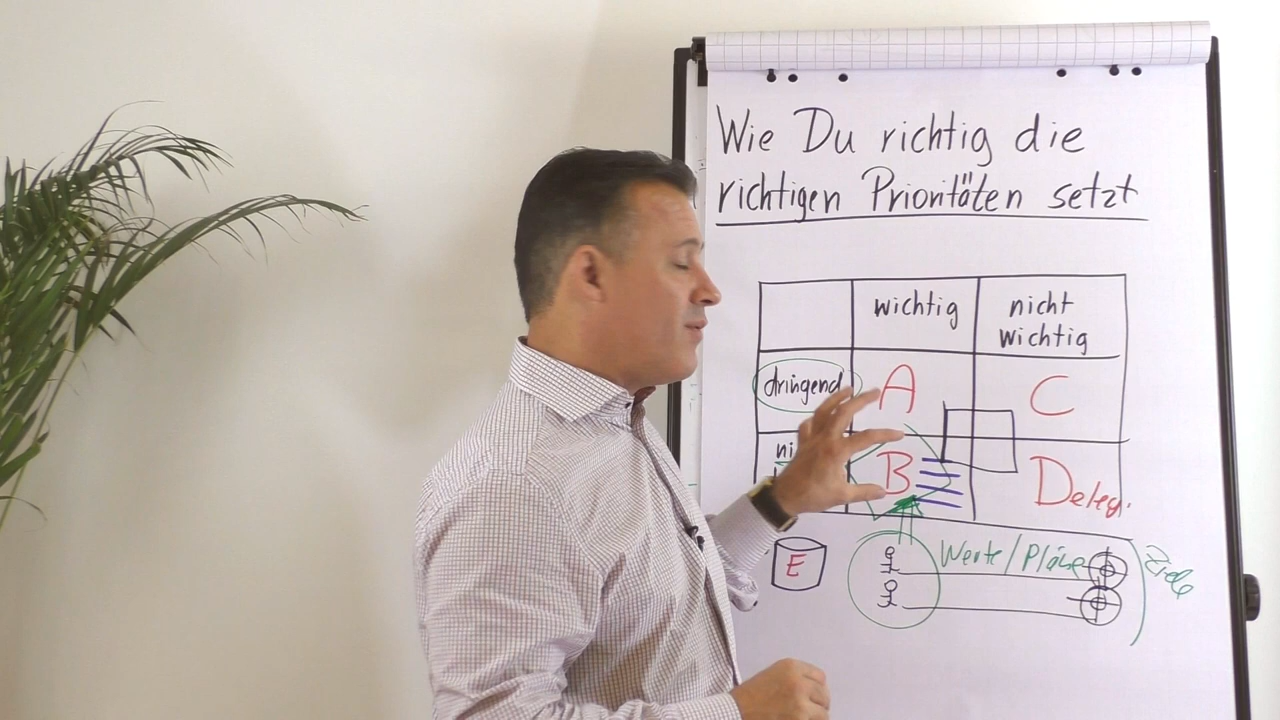 Wie Du richtig die
richtigen Prioritäten setzt
wichtig
nicht
wichtig
dringend
A
C
ni
B
Deleg.
E
Werte/Pläne
Ziele